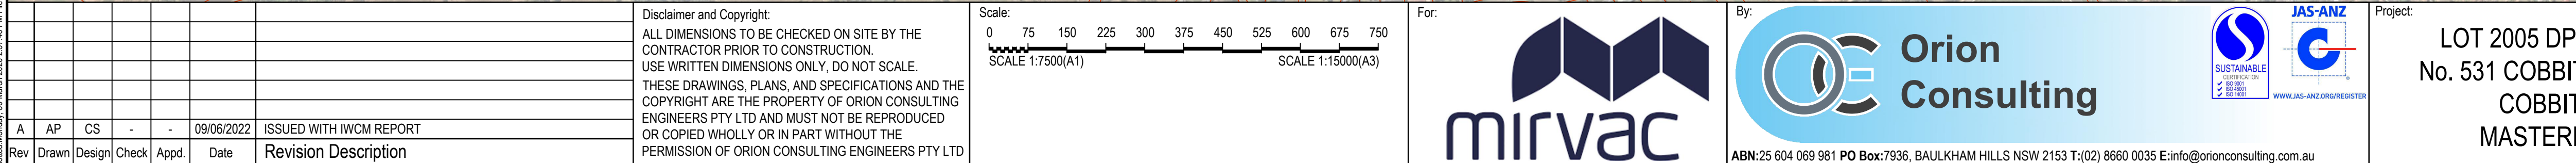 A AP CS - - 09/06/2022 ISSUED WITH IWCM REPORT
Rev Drawn Design Check Appd. Date Revision Description
Disclaimer and Copyright:
ALL DIMENSIONS TO BE CHECKED ON SITE BY THE
CONTRACTOR PRIOR TO CONSTRUCTION.
USE WRITTEN DIMENSIONS ONLY, DO NOT SCALE.
THESE DRAWINGS, PLANS, AND SPECIFICATIONS AND THE
COPYRIGHT ARE THE PROPERTY OF ORION CONSULTING
ENGINEERS PTY LTD AND MUST NOT BE REPRODUCED
OR COPIED WHOLLY OR IN PART WITHOUT THE
PERMISSION OF ORION CONSULTING ENGINEERS PTY LTD
Scale:
0 75 150 225 300 375 450 525 600 675 750
SCALE 1:7500(A1) SCALE 1:15000(A3)
For:
mirvac
By:
Orion
Consulting
SUSTAINABLE
CERTIFICATION
ISO 9001
ISO 45001
ISO 14001
JAS-ANZ
WWW.JAS-ANZ.ORG/REGISTER
ABN:25 604 069 981 PO Box:7936, BAULKHAM HILLS NSW 2153 T:(02) 8660 0035 E:info@orionconsulting.com.au
Project:
LOT 2005 DP
No. 531 COBBIT
COBBIT
MASTER